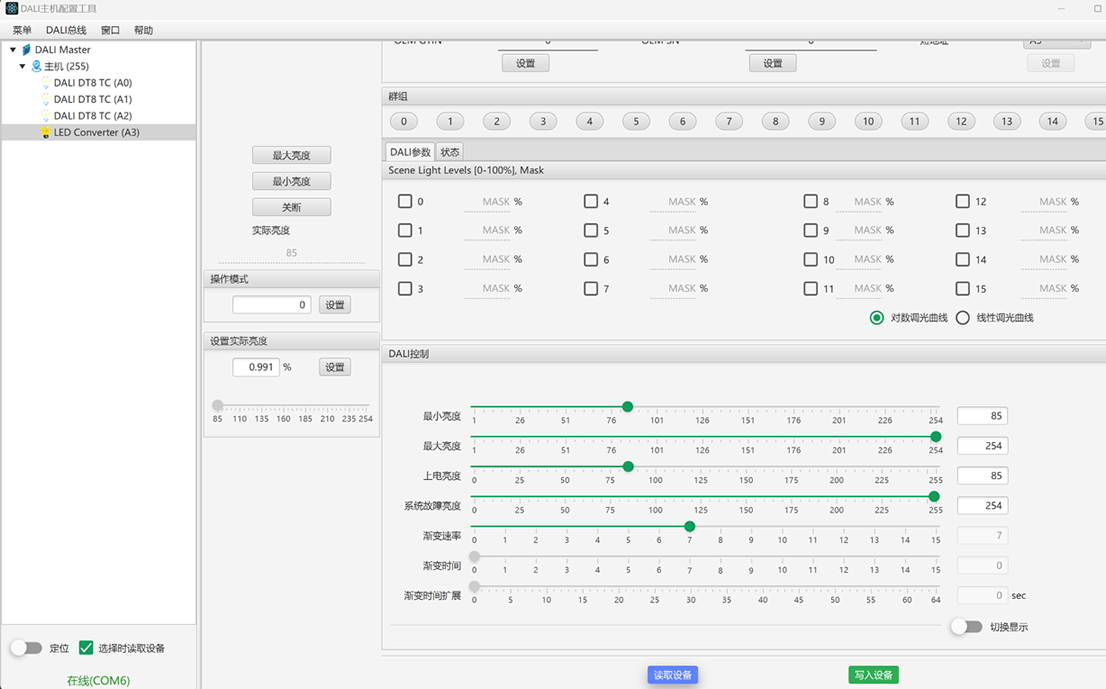 DALI主机配置工具
菜单 DALI总线 窗口 帮助
DALI Master
主机 (255)
DALI DT8 TC (A0)
DALI DT8 TC (A1)
DALI DT8 TC (A2)
LED Converter (A3)
定位 选择时读取设备
在线(COM6)
最大亮度
最小亮度
关断
实际亮度
85
操作模式
0 设置
设置实际亮度
0.991 % 设置
85 110 135 160 185 210 235 254
设置 设置 设置
群组
0 1 2 3 4 5 6 7 8 9 10 11 12 13 14 15
DALI参数 状态
Scene Light Levels [0-100%], Mask
0 MASK % 4 MASK % 8 MASK % 12 MASK %
1 MASK % 5 MASK % 9 MASK % 13 MASK %
2 MASK % 6 MASK % 10 MASK % 14 MASK %
3 MASK % 7 MASK % 11 MASK % 15 MASK %
对数调光曲线 线性调光曲线
DALI控制
最小亮度 85
1 26 51 76 101 126 151 176 201 226 254
最大亮度 254
1 26 51 76 101 126 151 176 201 226 254
上电亮度 85
0 25 50 75 100 125 150 175 200 225 255
系统故障亮度 254
0 25 50 75 100 125 150 175 200 225 255
渐变速率 7
0 1 2 3 4 5 6 7 8 9 10 11 12 13 14 15
渐变时间 0
0 1 2 3 4 5 6 7 8 9 10 11 12 13 14 15
渐变时间扩展 0 sec
0 5 10 15 20 25 30 35 40 45 50 55 60 64
切换显示
读取设备 写入设备